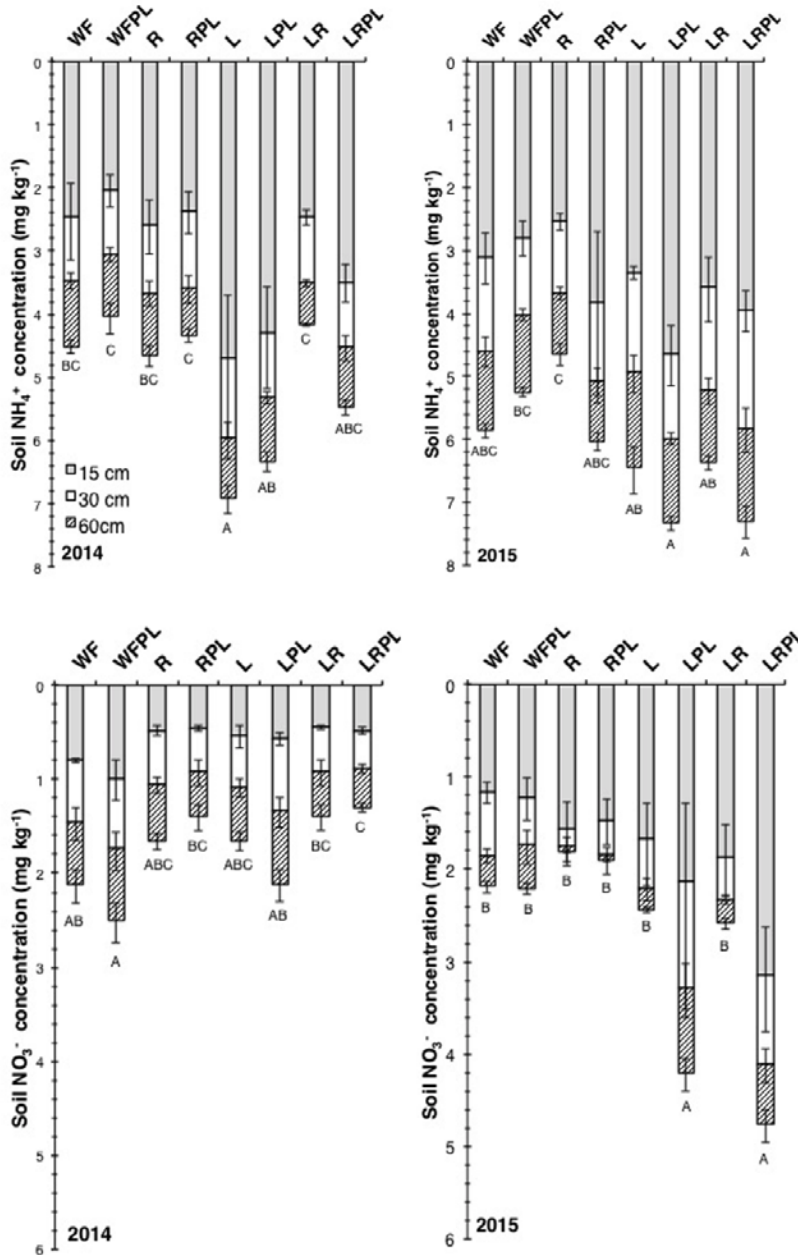 WF WFPL R RPL L LPL LR LRPL
0
1
2
3
4
5
6
7
8
Soil NH₄⁺ concentration (mg kg⁻¹)
BC C BC C A AB C ABC
15 cm
30 cm
60cm
2014
WF WFPL R RPL L LPL LR LRPL
0
1
2
3
4
5
6
7
8
Soil NH₄⁺ concentration (mg kg⁻¹)
ABC BC C ABC AB A AB A
2015
WF WFPL R RPL L LPL LR LRPL
0
1
2
3
4
5
6
Soil NO₃⁻ concentration (mg kg⁻¹)
AB A ABC BC ABC AB BC C
2014
WF WFPL R RPL L LPL LR LRPL
0
1
2
3
4
5
6
Soil NO₃⁻ concentration (mg kg⁻¹)
B B B B B A B A
2015